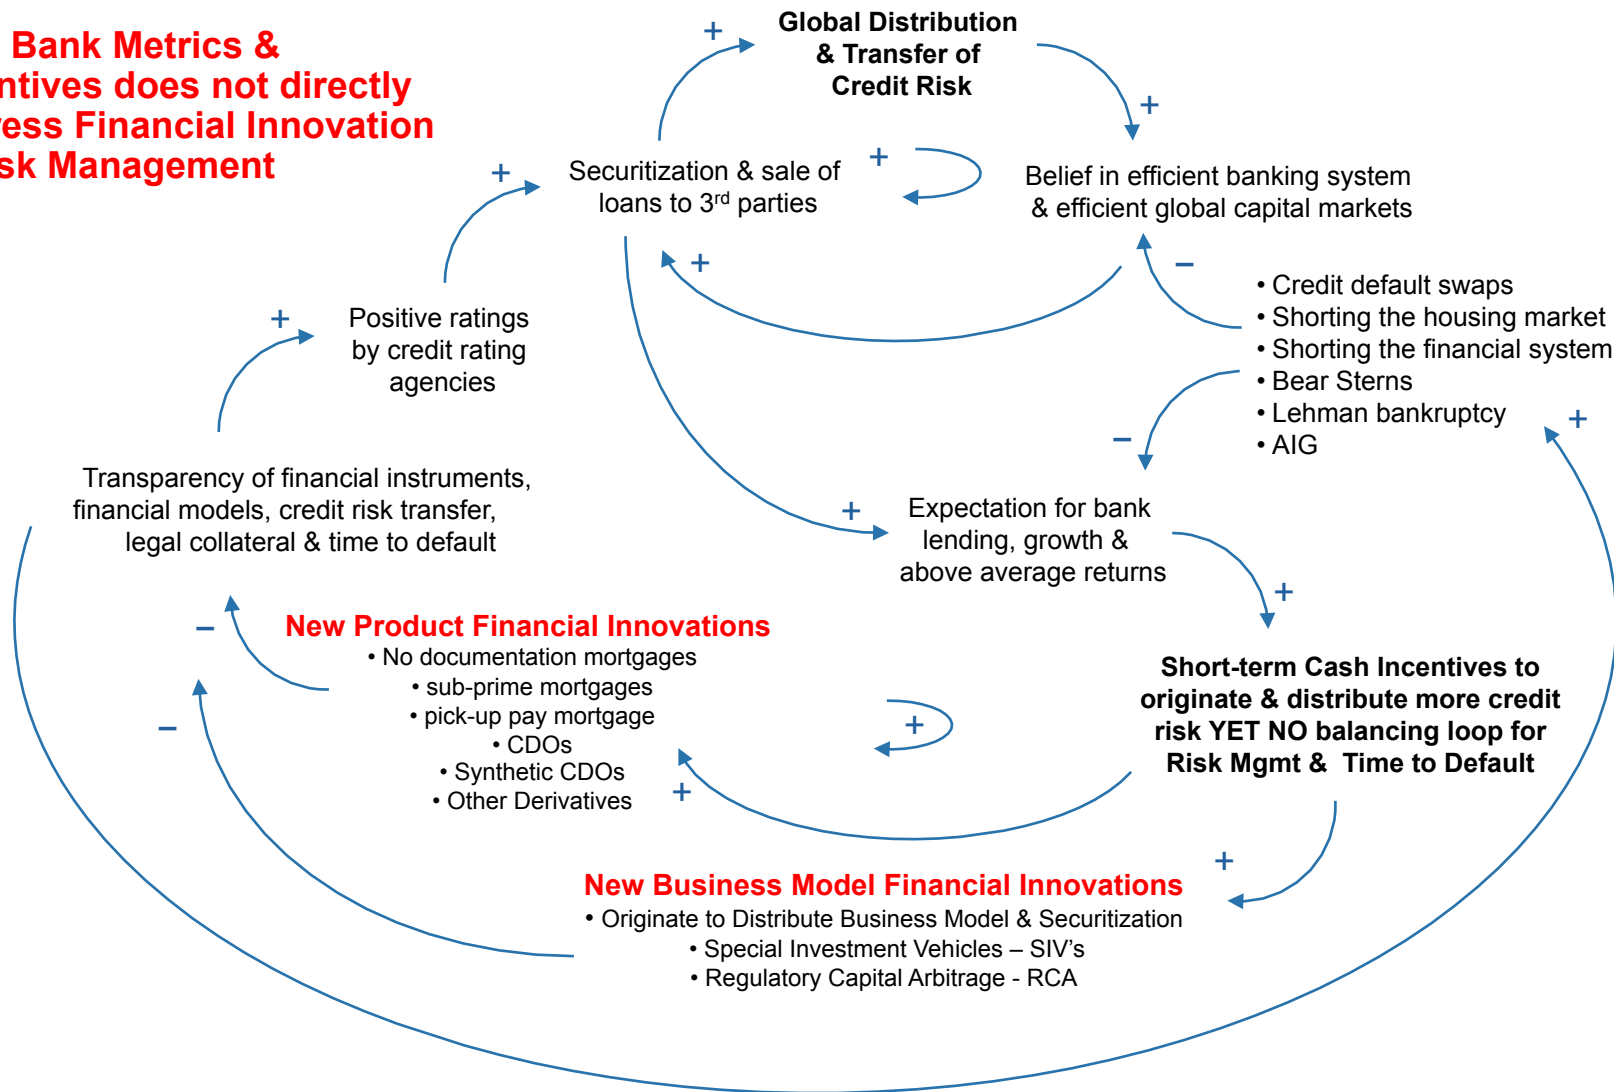 Bank Metrics &
ntives does not directly
ress Financial Innovation
sk Management
Global Distribution
& Transfer of
Credit Risk
+
+
Securitization & sale of
loans to 3rd parties
+
+
Belief in efficient banking system
& efficient global capital markets
+
−
• Credit default swaps
• Shorting the housing market
• Shorting the financial system
• Bear Sterns
• Lehman bankruptcy
• AIG
+
−
+
Positive ratings
by credit rating
agencies
Transparency of financial instruments,
financial models, credit risk transfer,
legal collateral & time to default
+
Expectation for bank
lending, growth &
above average returns
+
−
New Product Financial Innovations
• No documentation mortgages
• sub-prime mortgages
• pick-up pay mortgage
• CDOs
• Synthetic CDOs
• Other Derivatives
+
+
−
Short-term Cash Incentives to
originate & distribute more credit
risk YET NO balancing loop for
Risk Mgmt & Time to Default
+
New Business Model Financial Innovations
• Originate to Distribute Business Model & Securitization
• Special Investment Vehicles – SIV's
• Regulatory Capital Arbitrage - RCA